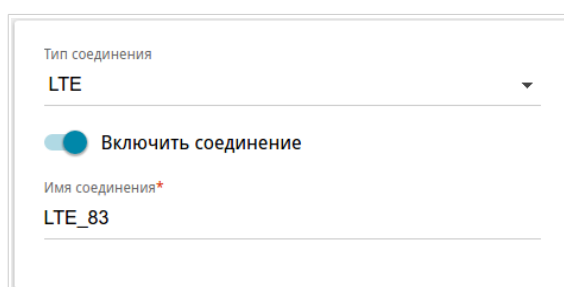 Тип соединения
LTE
Включить соединение
Имя соединения*
LTE_83